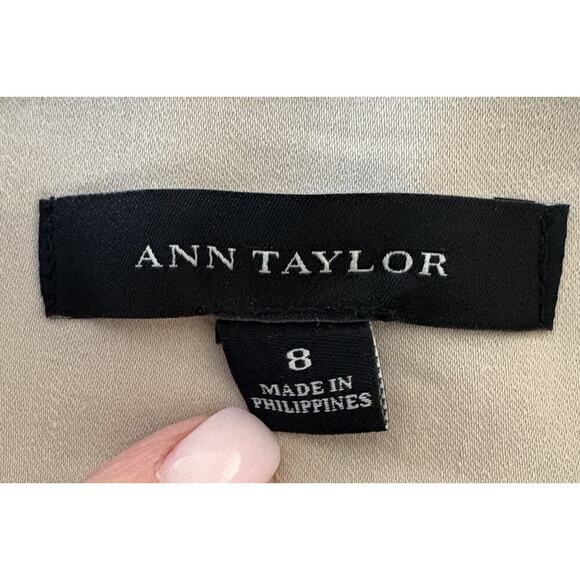 ANN TAYLOR
8
MADE IN
PHILIPPINES